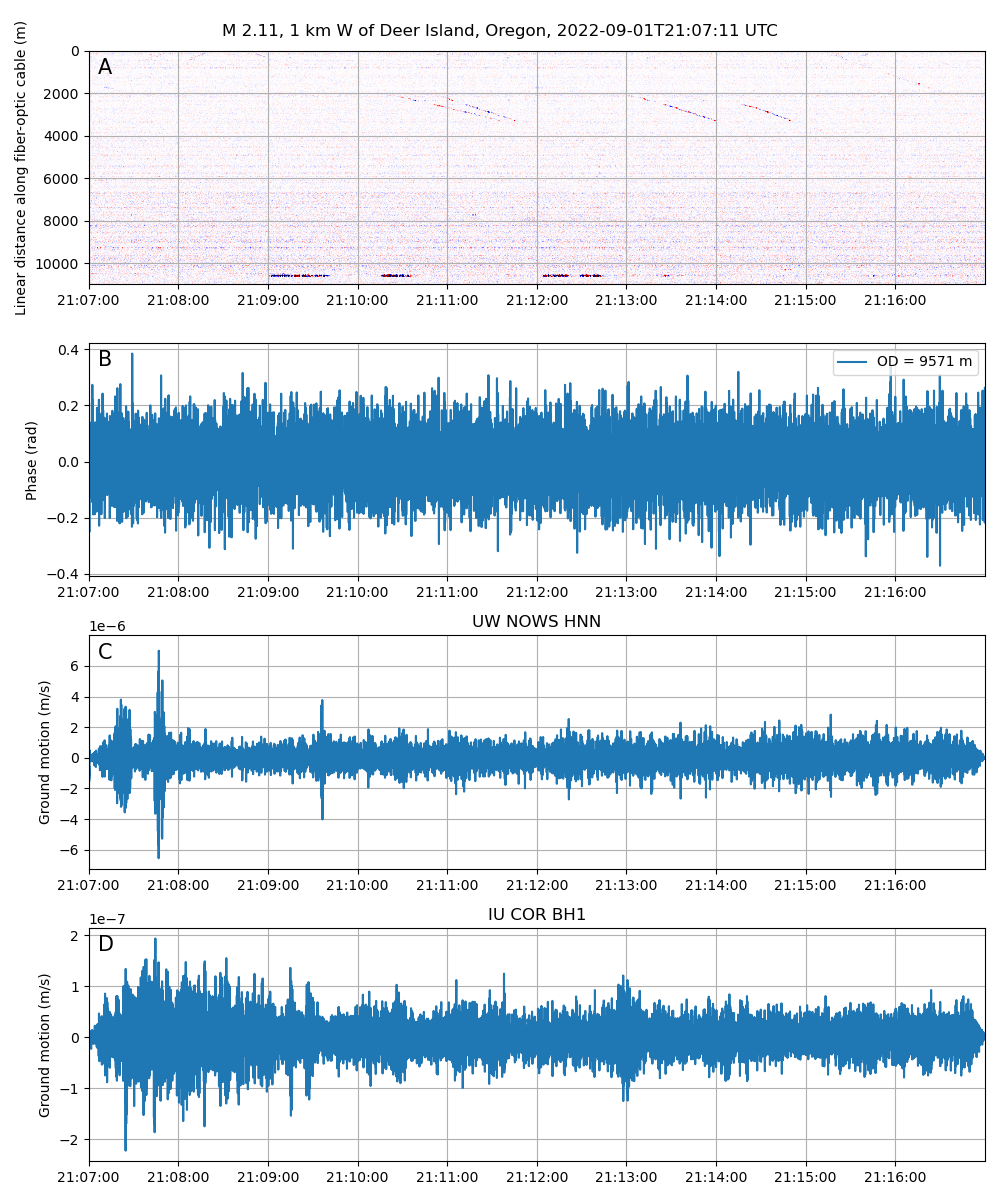 M 2.11, 1 km W of Deer Island, Oregon, 2022-09-01T21:07:11 UTC
A
Linear distance along fiber-optic cable (m)
0
2000
4000
6000
8000
10000
21:07:00 21:08:00 21:09:00 21:10:00 21:11:00 21:12:00 21:13:00 21:14:00 21:15:00 21:16:00
B
OD = 9571 m
Phase (rad)
0.4
0.2
0.0
−0.2
−0.4
21:07:00 21:08:00 21:09:00 21:10:00 21:11:00 21:12:00 21:13:00 21:14:00 21:15:00 21:16:00
UW NOWS HNN
1e−6
C
Ground motion (m/s)
6
4
2
0
−2
−4
−6
21:07:00 21:08:00 21:09:00 21:10:00 21:11:00 21:12:00 21:13:00 21:14:00 21:15:00 21:16:00
IU COR BH1
1e−7
D
Ground motion (m/s)
2
1
0
−1
−2
21:07:00 21:08:00 21:09:00 21:10:00 21:11:00 21:12:00 21:13:00 21:14:00 21:15:00 21:16:00